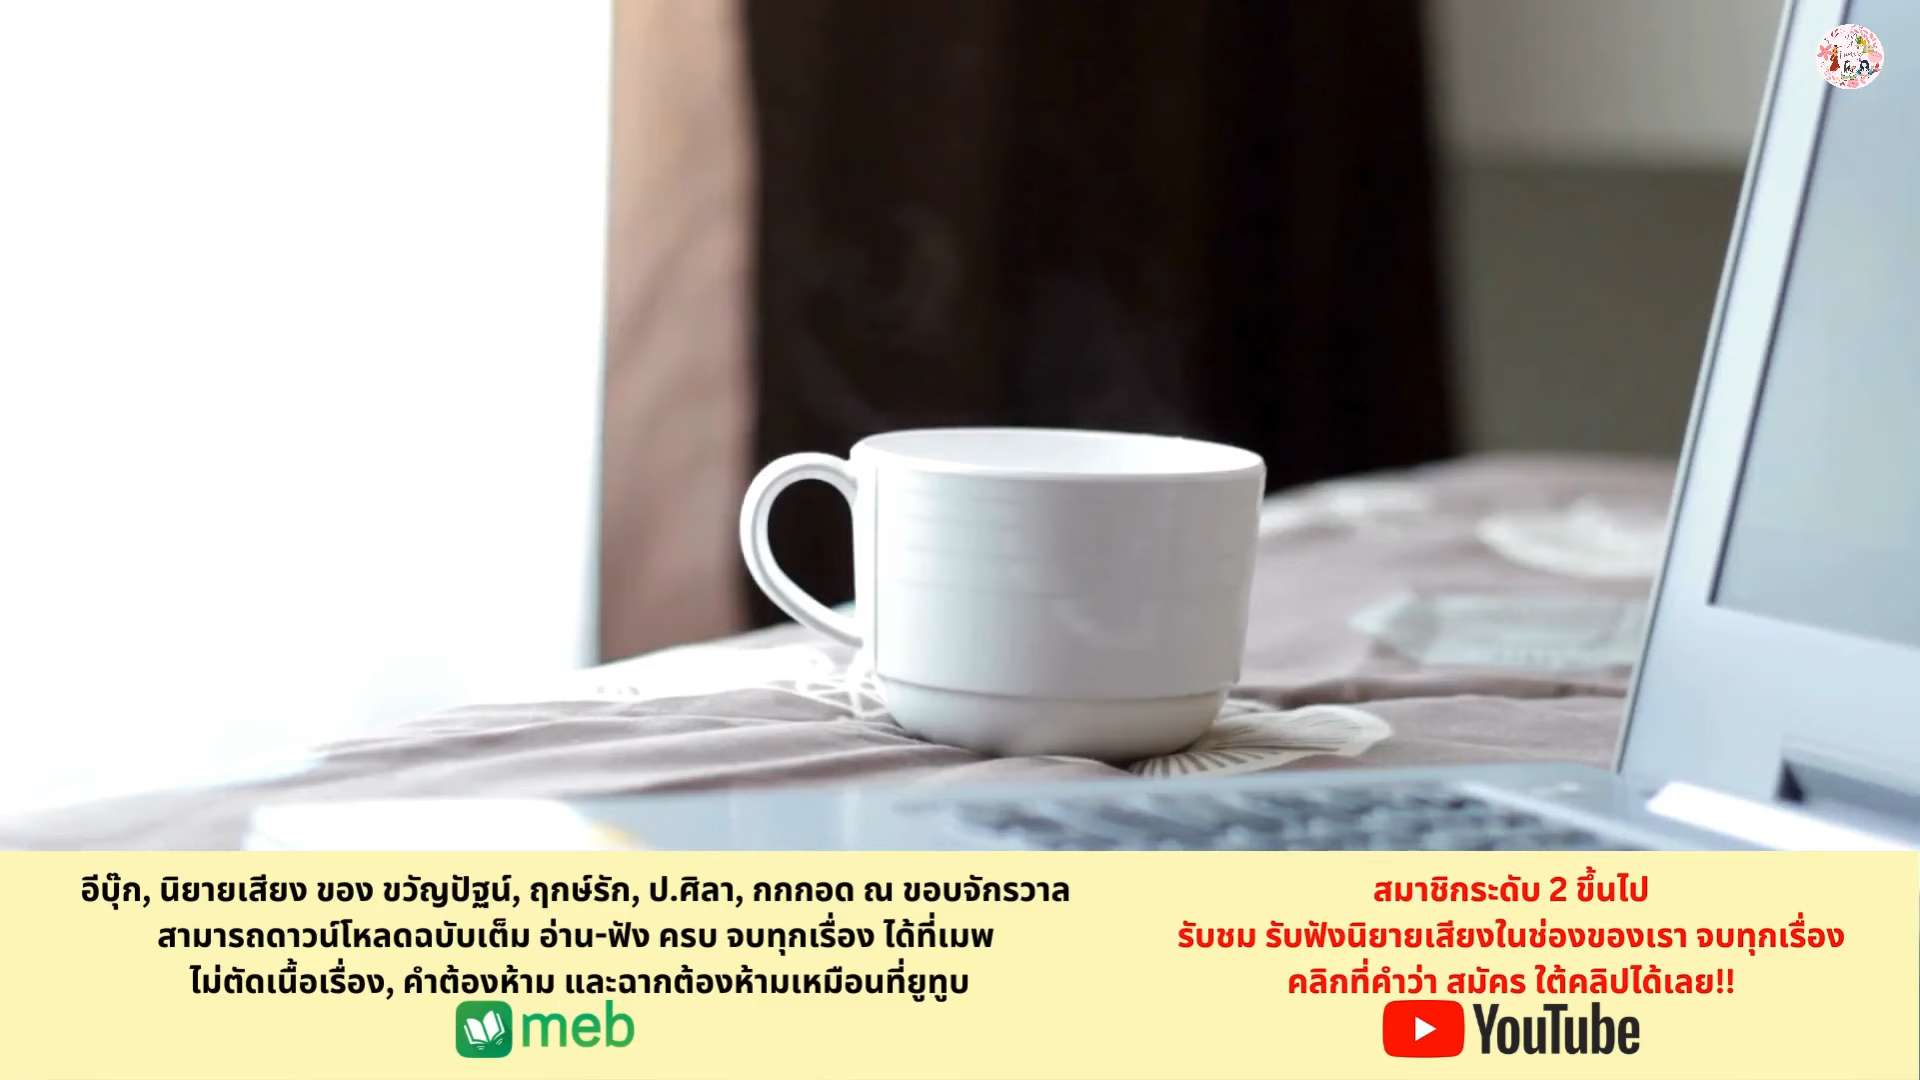 อีบุ๊ก, นิยายเสียง ของ ขวัญปัฐน์, ฤกษ์รัก, ป.ศิลา, กกกอด ณ ขอบจักรวาล
สามารถดาวน์โหลดฉบับเต็ม อ่าน-ฟัง ครบ จบทุกเรื่อง ได้ที่เมพ
ไม่ตัดเนื้อเรื่อง, คำต้องห้าม และฉากต้องห้ามเหมือนที่ยูทูบ
meb
สมาชิกระดับ 2 ขึ้นไป
รับชม รับฟังนิยายเสียงในช่องของเรา จบทุกเรื่อง
คลิกที่คำว่า สมัคร ใต้คลิปได้เลย!!
YouTube